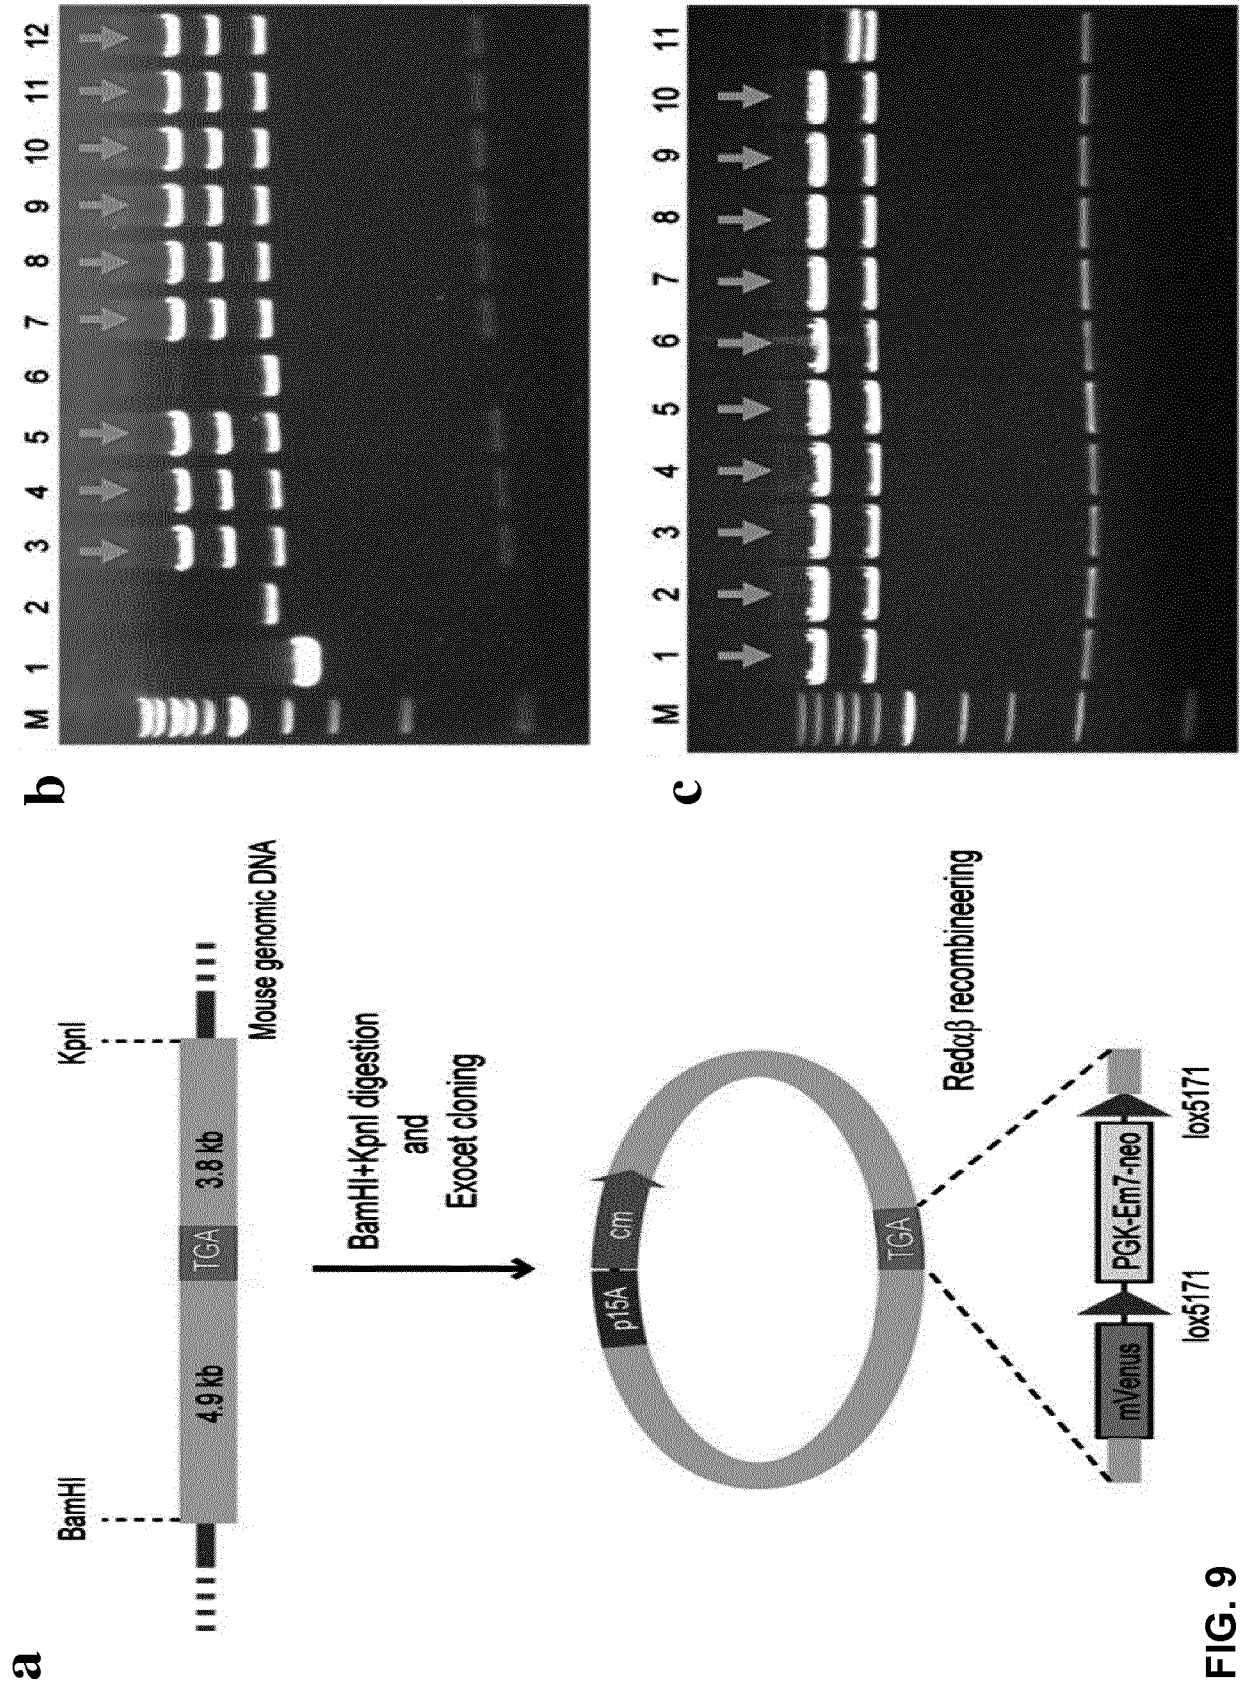 a
BamHI
KpnI
4.9 kb
TGA
3.8 kb
Mouse genomic DNA
BamHI+KpnI digestion
and
Exocet cloning
p15A
cm
TGA
Redαβ recombineering
mVenus
PGK-Em7-neo
lox5171
lox5171
b
M 1 2 3 4 5 6 7 8 9 10 11 12
c
M 1 2 3 4 5 6 7 8 9 10 11
FIG. 9